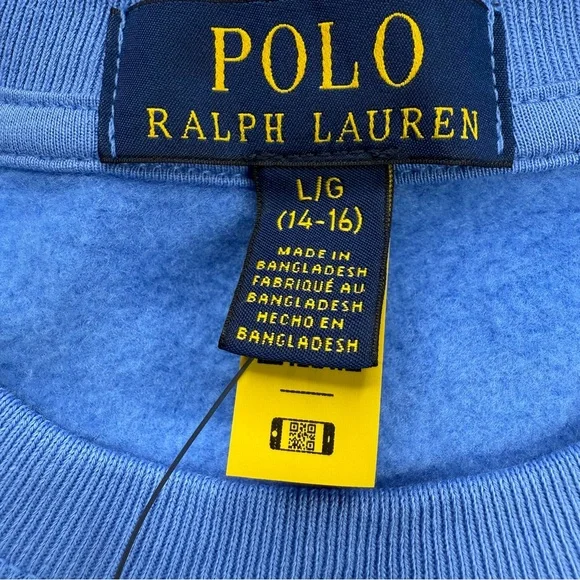 POLO
RALPH LAUREN
L/G
(14-16)
MADE IN
BANGLADESH
FABRIQUÉ AU
BANGLADESH
HECHO EN
BANGLADESH